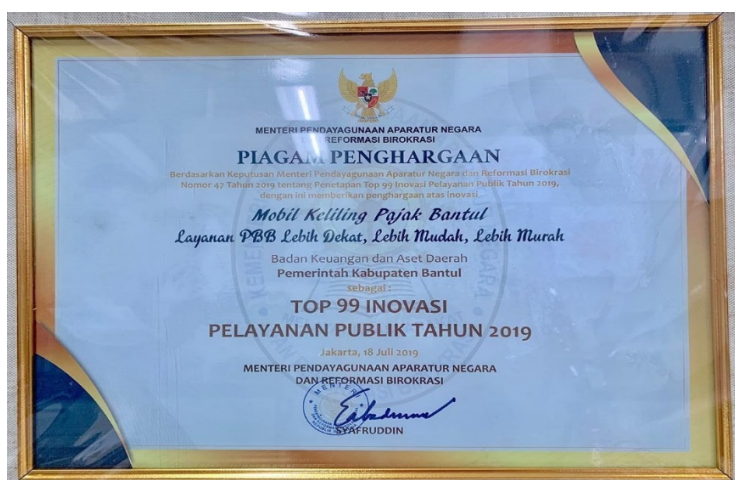 MENTERI PENDAYAGUNAAN APARATUR NEGARA
REFORMASI BIROKRASI
PIAGAM PENGHARGAAN
Berdasarkan Keputusan Menteri Pendayagunaan Aparatur Negara dan Reformasi Birokrasi
Nomor 47 Tahun 2019 tentang Penetapan Top 99 Inovasi Pelayanan Publik Tahun 2019,
dengan ini memberikan penghargaan atas inovasi
Mobil Keliling Pajak Bantul
Layanan PBB Lebih Dekat, Lebih Mudah, Lebih Murah
Badan Keuangan dan Aset Daerah
Pemerintah Kabupaten Bantul
sebagai :
TOP 99 INOVASI
PELAYANAN PUBLIK TAHUN 2019
Jakarta, 18 Juli 2019
MENTERI PENDAYAGUNAAN APARATUR NEGARA
DAN REFORMASI BIROKRASI
MENTERI
SYAFRUDDIN